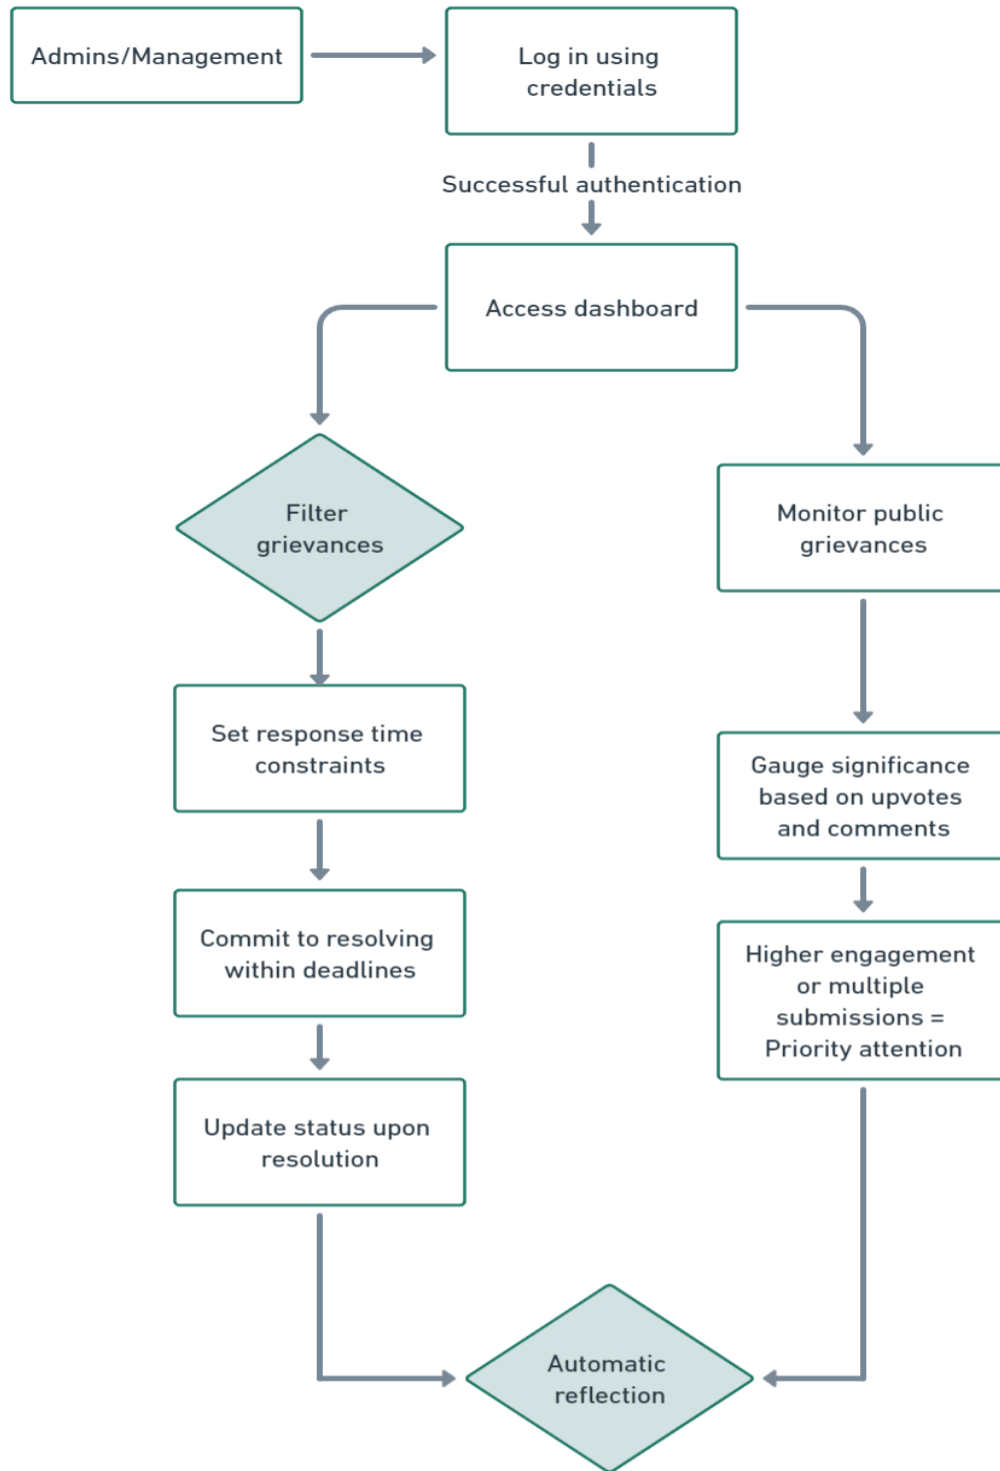 Admins/Management
Log in using
credentials
Successful authentication
Access dashboard
Filter
grievances
Set response time
constraints
Commit to resolving
within deadlines
Update status upon
resolution
Monitor public
grievances
Gauge significance
based on upvotes
and comments
Higher engagement
or multiple
submissions =
Priority attention
Automatic
reflection